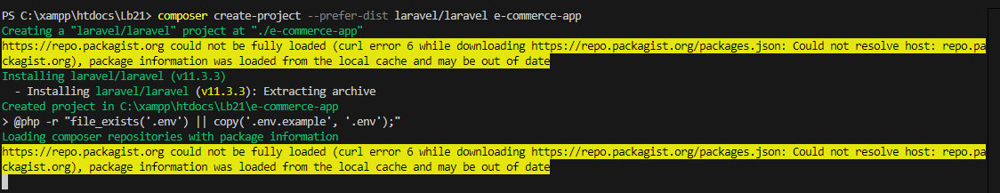 PS C:\xampp\htdocs\Lb21> composer create-project --prefer-dist laravel/laravel e-commerce-app
Creating a "laravel/laravel" project at "./e-commerce-app"
https://repo.packagist.org could not be fully loaded (curl error 6 while downloading https://repo.packagist.org/packages.json: Could not resolve host: repo.pa
ckagist.org), package information was loaded from the local cache and may be out of date
Installing laravel/laravel (v11.3.3)
  - Installing laravel/laravel (v11.3.3): Extracting archive
Created project in C:\xampp\htdocs\Lb21\e-commerce-app
> @php -r "file_exists('.env') || copy('.env.example', '.env');"
Loading composer repositories with package information
https://repo.packagist.org could not be fully loaded (curl error 6 while downloading https://repo.packagist.org/packages.json: Could not resolve host: repo.pa
ckagist.org), package information was loaded from the local cache and may be out of date